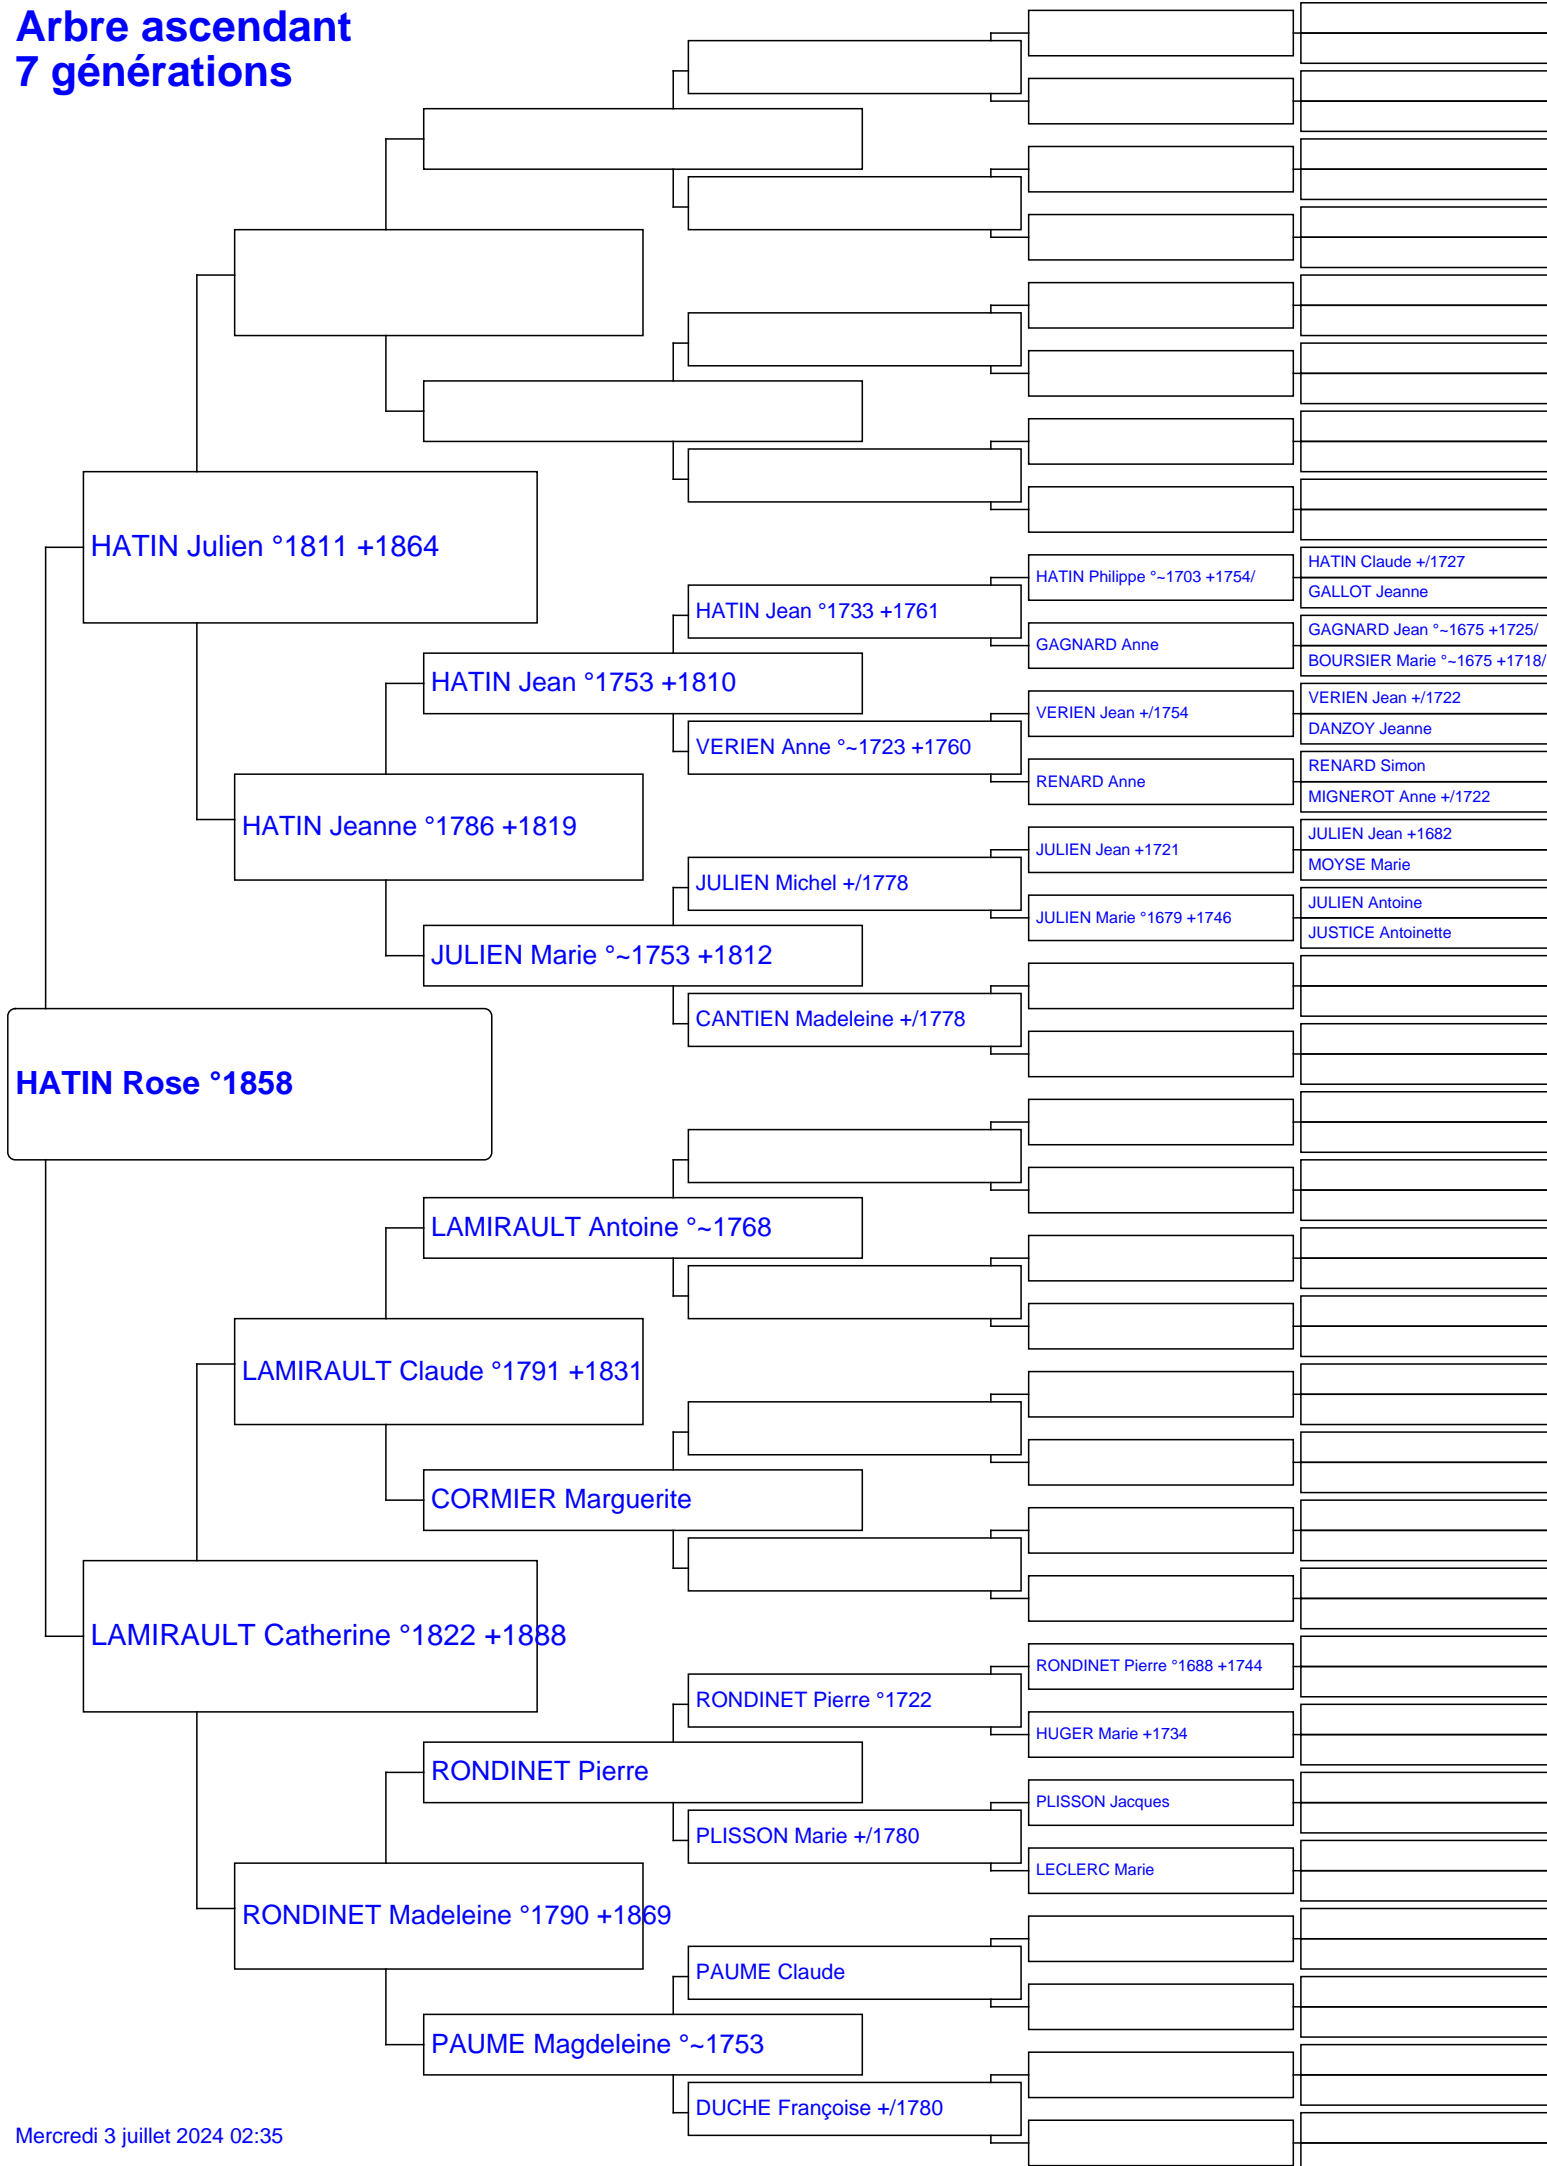 Arbre ascendant
7 générations
HATIN Julien °1811 +1864
HATIN Claude +/1727
HATIN Philippe °~1703 +1754/
GALLOT Jeanne
HATIN Jean °1733 +1761
GAGNARD Jean °~1675 +1725/
GAGNARD Anne
BOURSIER Marie °~1675 +1718/
HATIN Jean °1753 +1810
VERIEN Jean +/1722
VERIEN Jean +/1754
DANZOY Jeanne
VERIEN Anne °~1723 +1760
RENARD Simon
RENARD Anne
MIGNEROT Anne +/1722
HATIN Jeanne °1786 +1819
JULIEN Jean +1682
JULIEN Jean +1721
MOYSE Marie
JULIEN Michel +/1778
JULIEN Antoine
JULIEN Marie °1679 +1746
JUSTICE Antoinette
JULIEN Marie °~1753 +1812
CANTIEN Madeleine +/1778
HATIN Rose °1858
LAMIRAULT Antoine °~1768
LAMIRAULT Claude °1791 +1831
CORMIER Marguerite
LAMIRAULT Catherine °1822 +1888
RONDINET Pierre °1688 +1744
RONDINET Pierre °1722
HUGER Marie +1734
RONDINET Pierre
PLISSON Jacques
PLISSON Marie +/1780
LECLERC Marie
RONDINET Madeleine °1790 +1869
PAUME Claude
PAUME Magdeleine °~1753
DUCHE Françoise +/1780
Mercredi 3 juillet 2024 02:35